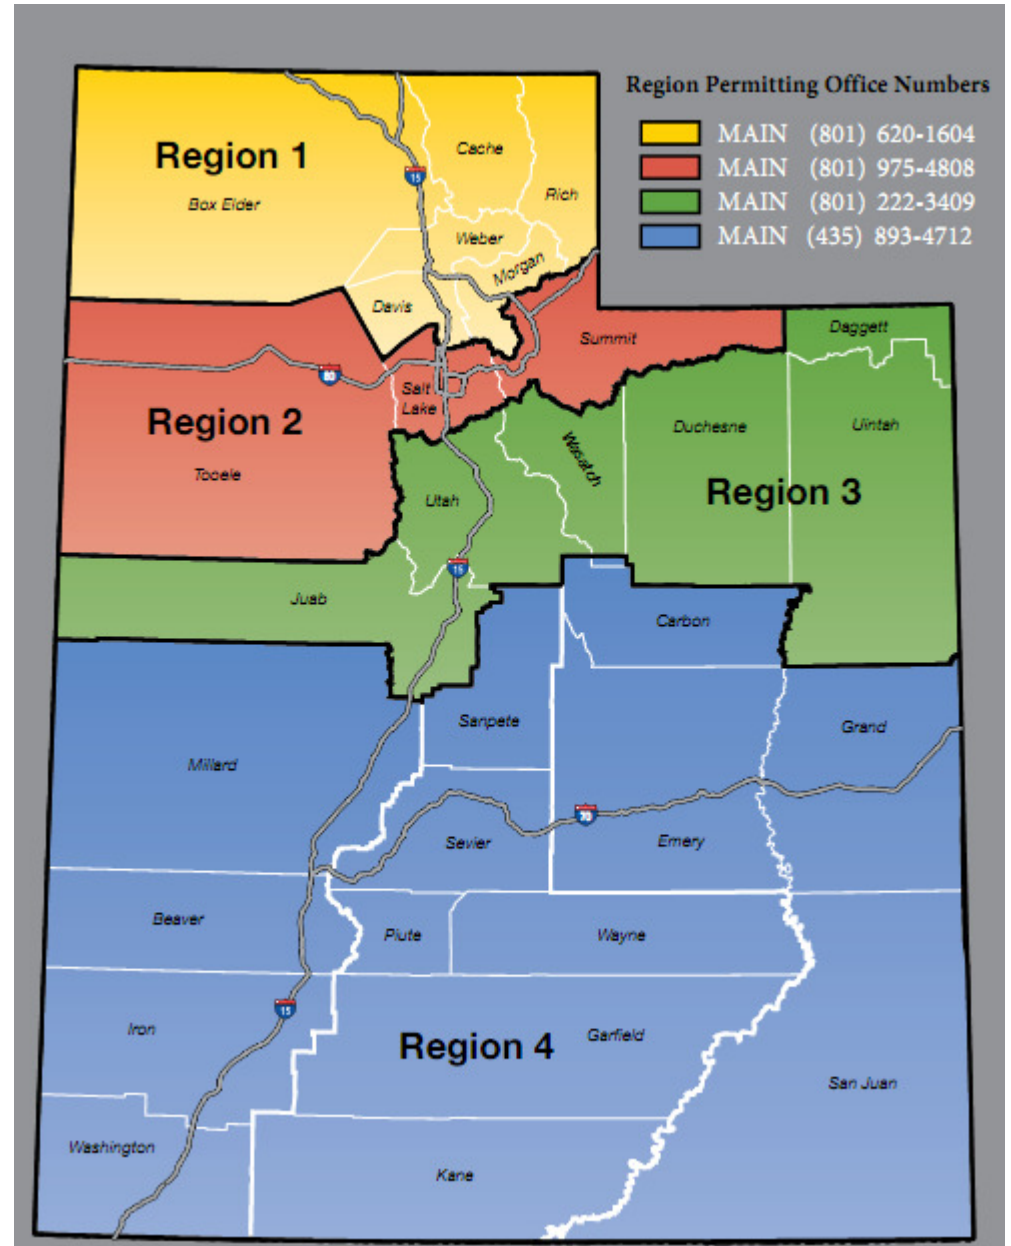 Region Permitting Office Numbers
MAIN (801) 620-1604
MAIN (801) 975-4808
MAIN (801) 222-3409
MAIN (435) 893-4712
Region 1
Box Elder
Cache
Rich
15
Weber
Morgan
Davis
Summit
Daggett
80
Salt
Lake
Region 2
Tooele
Wasatch
Duchesne
Uintah
Region 3
Utah
15
Juab
Carbon
Sanpete
Grand
Millard
70
Sevier
Emery
Beaver
Piute
Wayne
15
Iron
Region 4
Garfield
San Juan
Washington
Kane